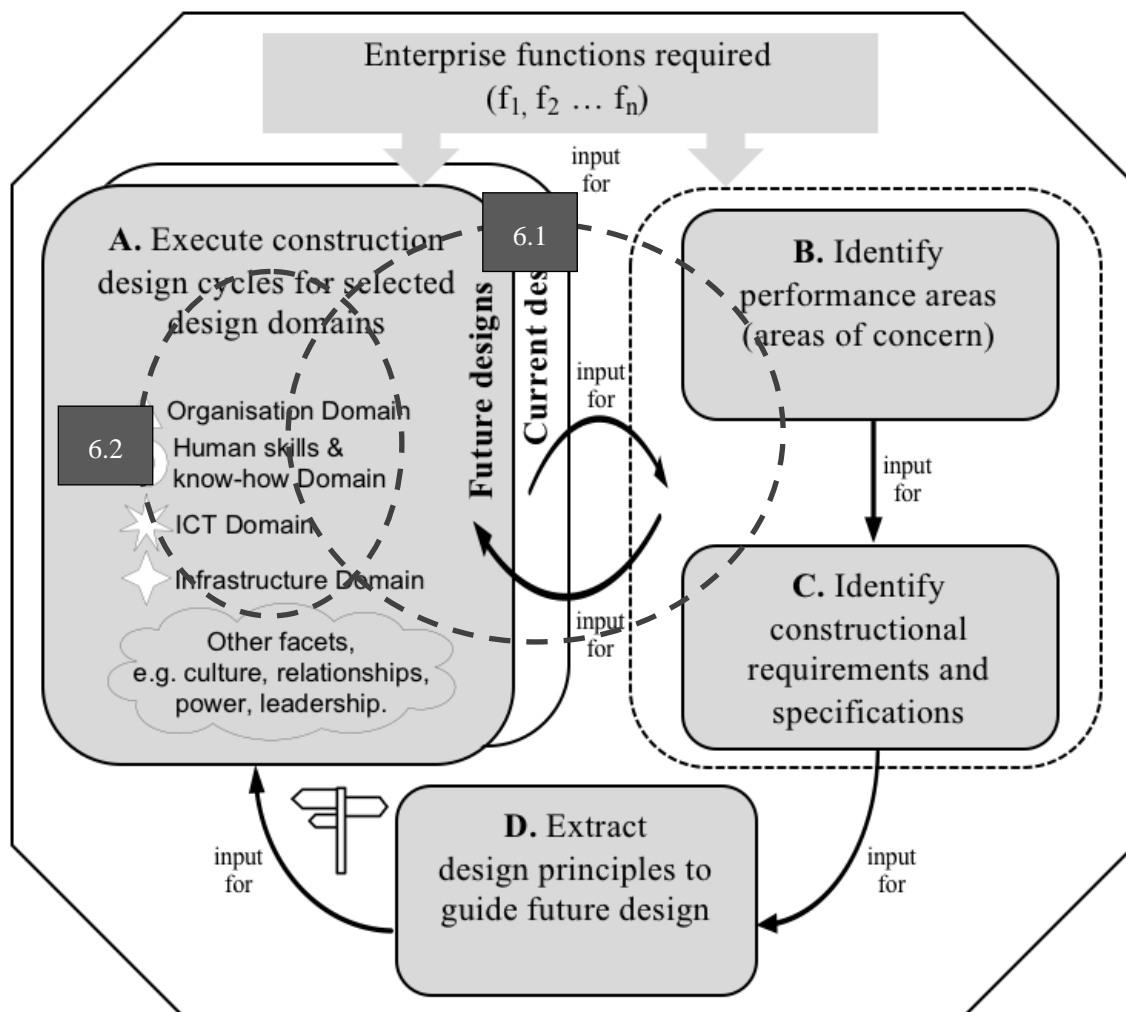 Enterprise functions required
(f1, f2 … fn)
input
for
A. Execute construction
design cycles for selected
design domains
6.1
Future designs
Current des
Organisation Domain
6.2
Human skills &
know-how Domain
ICT Domain
Infrastructure Domain
Other facets,
e.g. culture, relationships,
power, leadership.
input
for
input
for
B. Identify
performance areas
(areas of concern)
input
for
C. Identify
constructional
requirements and
specifications
D. Extract
design principles to
guide future design
input
for
input
for